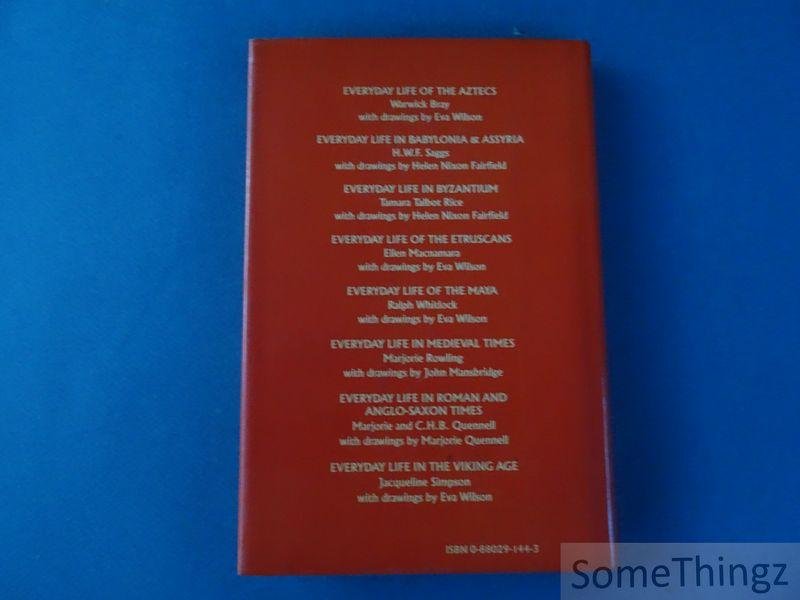 EVERYDAY LIFE OF THE AZTECS
Warwick Bray
with drawings by Eva Wilson
EVERYDAY LIFE IN BABYLONIA & ASSYRIA
H.W.F. Saggs
with drawings by Helen Nixon Fairfield
EVERYDAY LIFE IN BYZANTIUM
Tamara Talbot Rice
with drawings by Helen Nixon Fairfield
EVERYDAY LIFE OF THE ETRUSCANS
Ellen Macnamara
with drawings by Eva Wilson
EVERYDAY LIFE OF THE MAYA
Ralph Whitlock
with drawings by Eva Wilson
EVERYDAY LIFE IN MEDIEVAL TIMES
Marjorie Rowling
with drawings by John Mansbridge
EVERYDAY LIFE IN ROMAN AND
ANGLO-SAXON TIMES
Marjorie and C.H.B. Quennell
with drawings by Marjorie Quennell
EVERYDAY LIFE IN THE VIKING AGE
Jacqueline Simpson
with drawings by Eva Wilson
ISBN 0-88029-144-3
SomeThingz